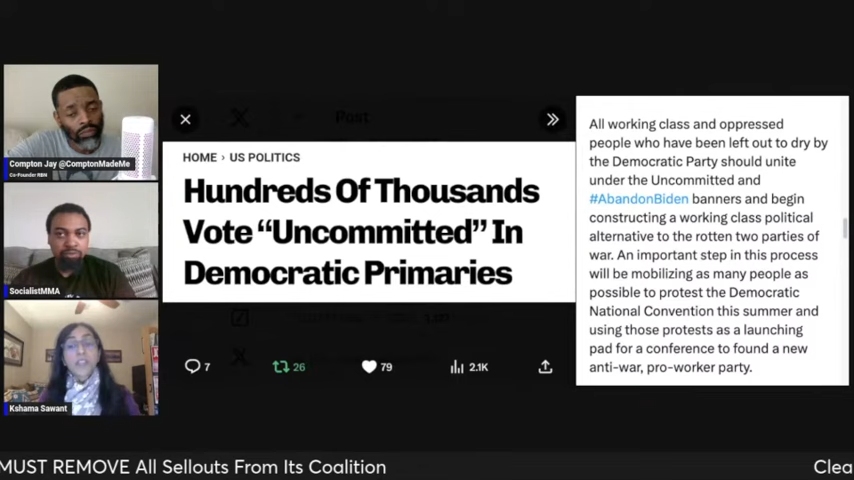 Compton Jay @ComptonMadeMe
Co-Founder RBN
SocialistMMA
Kshama Sawant
Post
HOME › US POLITICS
Hundreds Of Thousands
Vote “Uncommitted” In
Democratic Primaries
7
26
79
2.1K
All working class and oppressed
people who have been left out to dry by
the Democratic Party should unite
under the Uncommitted and
#AbandonBiden banners and begin
constructing a working class political
alternative to the rotten two parties of
war. An important step in this process
will be mobilizing as many people as
possible to protest the Democratic
National Convention this summer and
using those protests as a launching
pad for a conference to found a new
anti-war, pro-worker party.
MUST REMOVE All Sellouts From Its Coalition
Clea